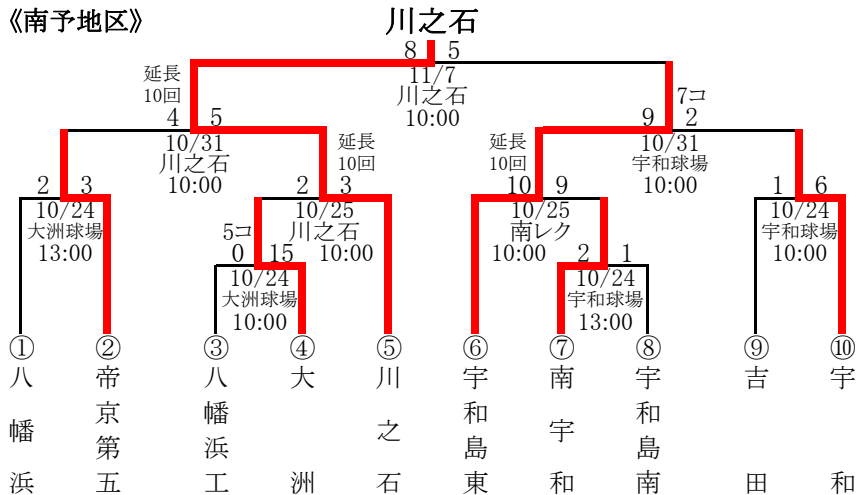 《南予地区》
川之石
8 5
11/7
川之石
10:00
延長
10回
7コ
4 5
10/31
川之石
10:00
9 2
10/31
宇和球場
10:00
延長
10回
延長
10回
2 3
10/24
大洲球場
13:00
2 3
10/25
川之石
10:00
10 9
10/25
南レク
10:00
1 6
10/24
宇和球場
10:00
5コ
0 15
10/24
大洲球場
10:00
2 1
10/24
宇和球場
13:00
① ② ③ ④ ⑤ ⑥ ⑦ ⑧ ⑨ ⑩
八幡浜
帝京第五
八幡浜工
大洲
川之石
宇和島東
南宇和
宇和島南
吉田
宇和